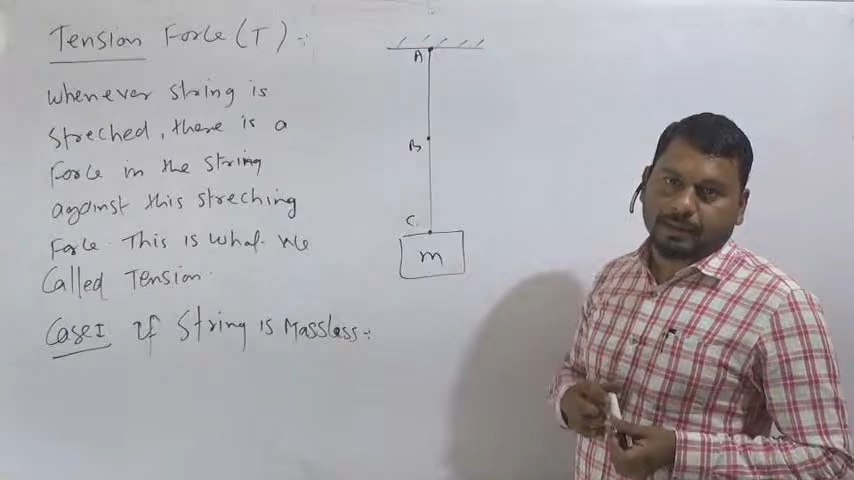 Tension Force (T) :-
whenever string is
streched, there is a
Force in the string
against this streching
Force. This is what we
Called Tension.
Case I if String is Massless :-
A
B
C
m